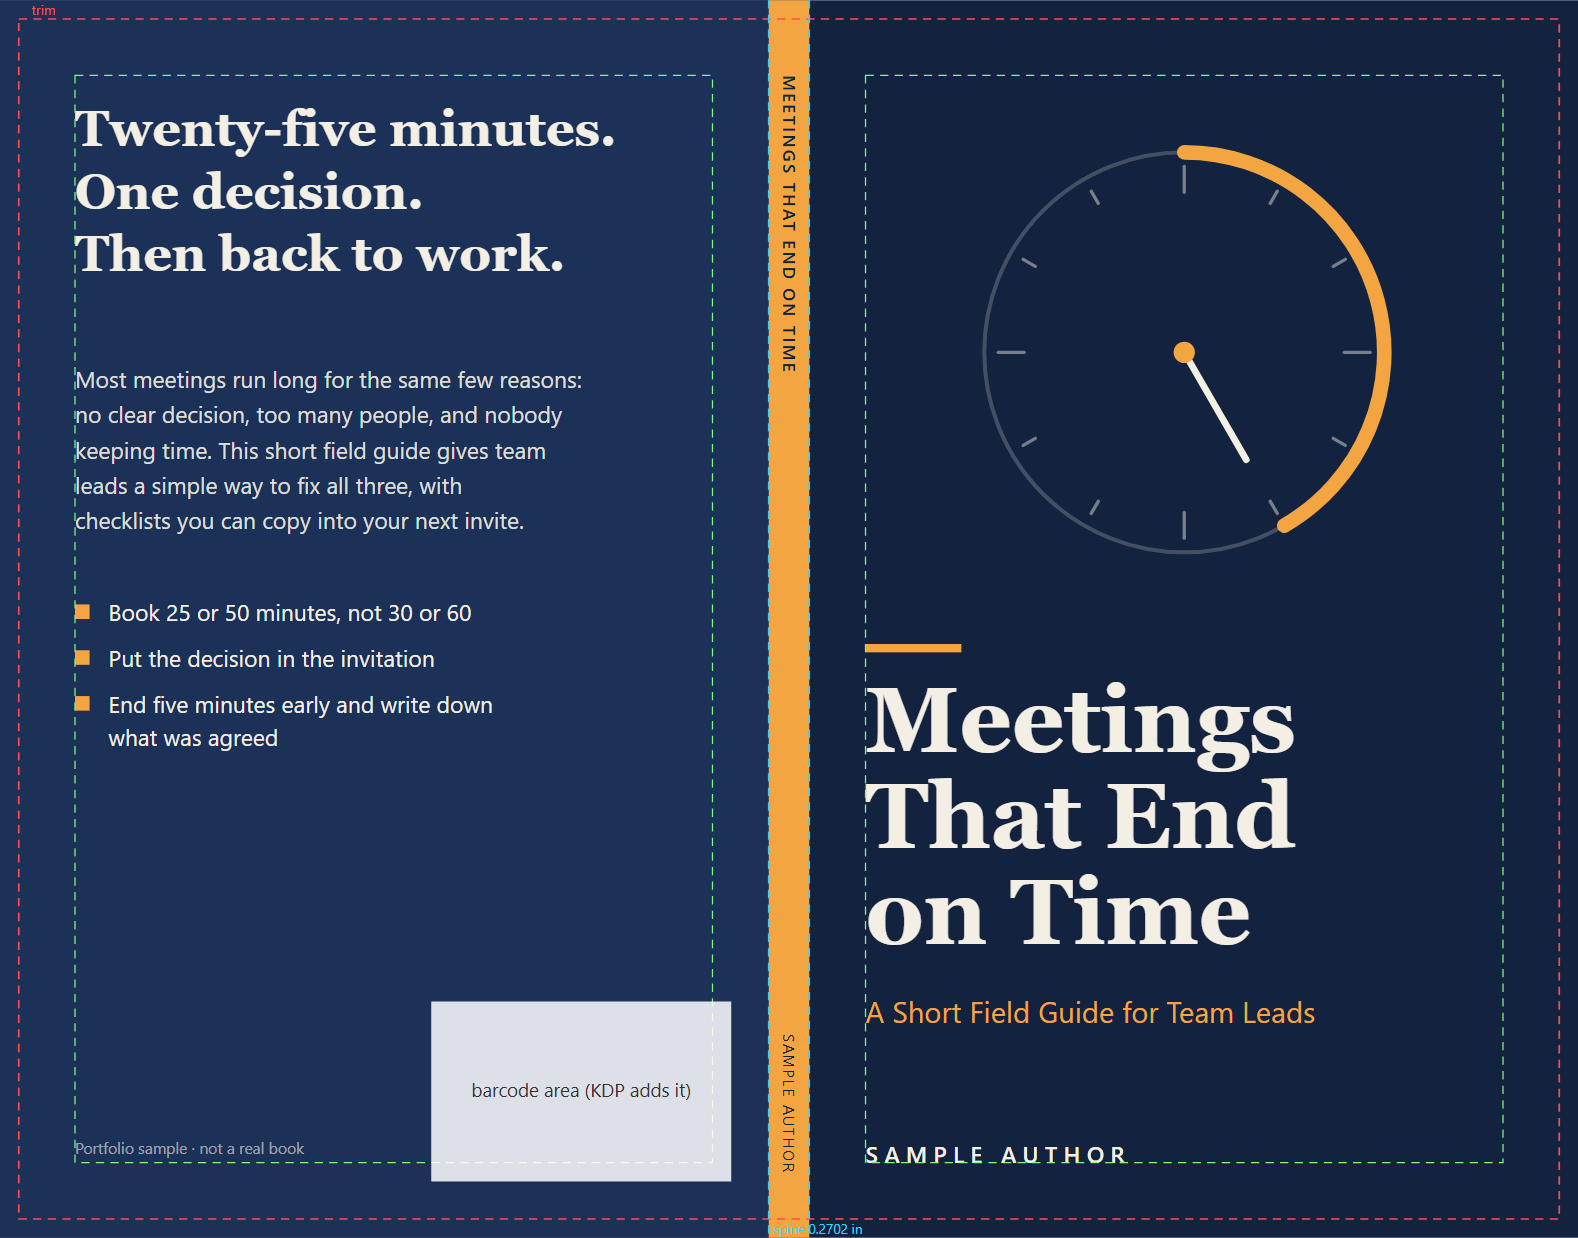 trim
Twenty-five minutes.
One decision.
Then back to work.
Most meetings run long for the same few reasons:
no clear decision, too many people, and nobody
keeping time. This short field guide gives team
leads a simple way to fix all three, with
checklists you can copy into your next invite.
Book 25 or 50 minutes, not 30 or 60
Put the decision in the invitation
End five minutes early and write down
what was agreed
barcode area (KDP adds it)
Portfolio sample · not a real book
MEETINGS THAT END ON TIME
SAMPLE AUTHOR
spine 0.2702 in
Meetings
That End
on Time
A Short Field Guide for Team Leads
SAMPLE AUTHOR